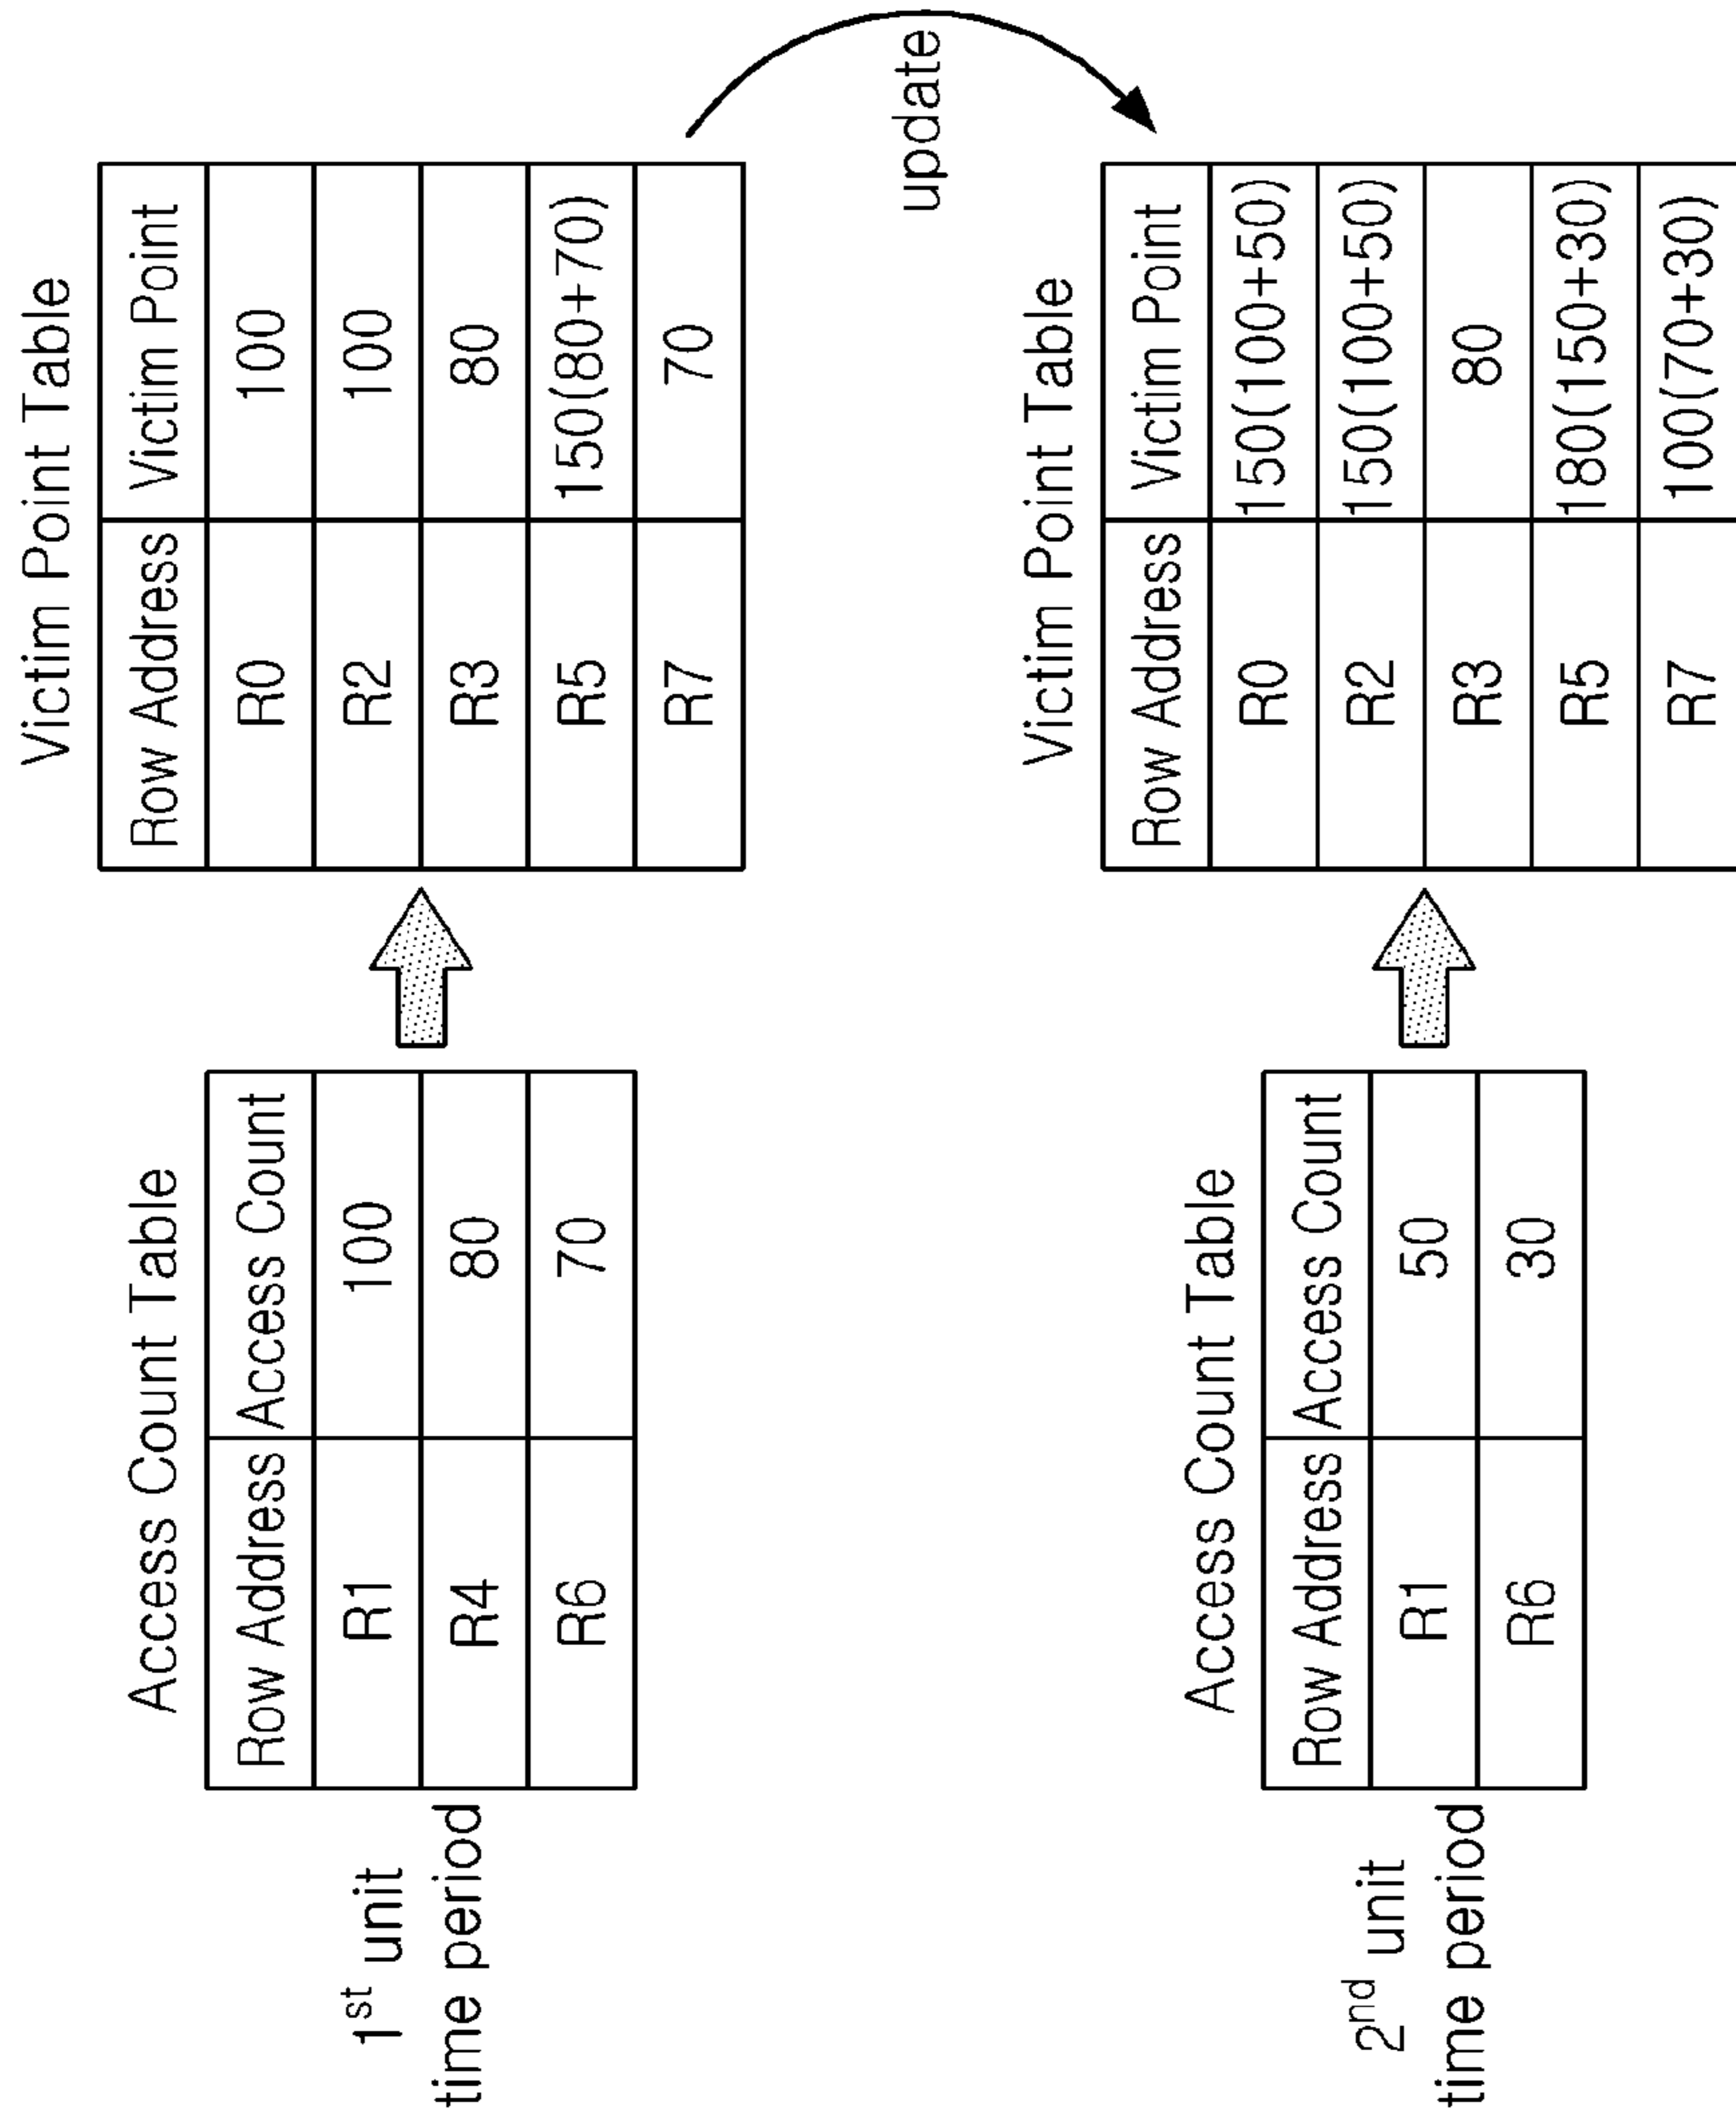 1st unit
time period
Access Count Table
Row Address Access Count
R1 100
R4 80
R6 70
Victim Point Table
Row Address Victim Point
R0 100
R2 100
R3 80
R5 150(80+70)
R7 70
update
2nd unit
time period
Access Count Table
Row Address Access Count
R1 50
R6 30
Victim Point Table
Row Address Victim Point
R0 150(100+50)
R2 150(100+50)
R3 80
R5 180(150+30)
R7 100(70+30)